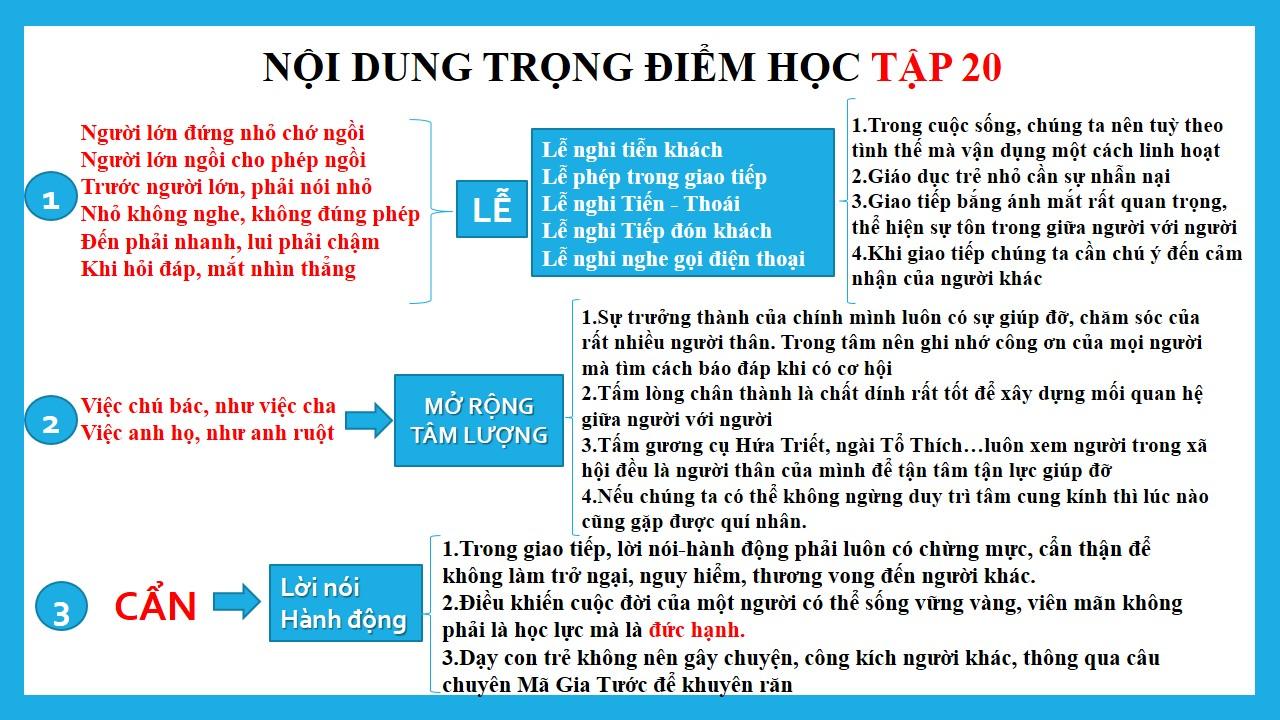 NỘI DUNG TRỌNG ĐIỂM HỌC TẬP 20
1
Người lớn đứng nhỏ chớ ngồi
Người lớn ngồi cho phép ngồi
Trước người lớn, phải nói nhỏ
Nhỏ không nghe, không đúng phép
Đến phải nhanh, lui phải chậm
Khi hỏi đáp, mắt nhìn thẳng
LỄ
Lễ nghi tiễn khách
Lễ phép trong giao tiếp
Lễ nghi Tiến - Thoái
Lễ nghi Tiếp đón khách
Lễ nghi nghe gọi điện thoại
1.Trong cuộc sống, chúng ta nên tuỳ theo
tình thế mà vận dụng một cách linh hoạt
2.Giáo dục trẻ nhỏ cần sự nhẫn nại
3.Giao tiếp bằng ánh mắt rất quan trọng,
thể hiện sự tôn trong giữa người với người
4.Khi giao tiếp chúng ta cần chú ý đến cảm
nhận của người khác
2
Việc chú bác, như việc cha
Việc anh họ, như anh ruột
MỞ RỘNG
TÂM LƯỢNG
1.Sự trưởng thành của chính mình luôn có sự giúp đỡ, chăm sóc của
rất nhiều người thân. Trong tâm nên ghi nhớ công ơn của mọi người
mà tìm cách báo đáp khi có cơ hội
2.Tấm lòng chân thành là chất dính rất tốt để xây dựng mối quan hệ
giữa người với người
3.Tấm gương cụ Hứa Triết, ngài Tổ Thích...luôn xem người trong xã
hội đều là người thân của mình để tận tâm tận lực giúp đỡ
4.Nếu chúng ta có thể không ngừng duy trì tâm cung kính thì lúc nào
cũng gặp được quí nhân.
3
CẨN
Lời nói
Hành động
1.Trong giao tiếp, lời nói-hành động phải luôn có chừng mực, cẩn thận để
không làm trở ngại, nguy hiểm, thương vong đến người khác.
2.Điều khiến cuộc đời của một người có thể sống vững vàng, viên mãn không
phải là học lực mà là đức hạnh.
3.Dạy con trẻ không nên gây chuyện, công kích người khác, thông qua câu
chuyên Mã Gia Tước để khuyên răn